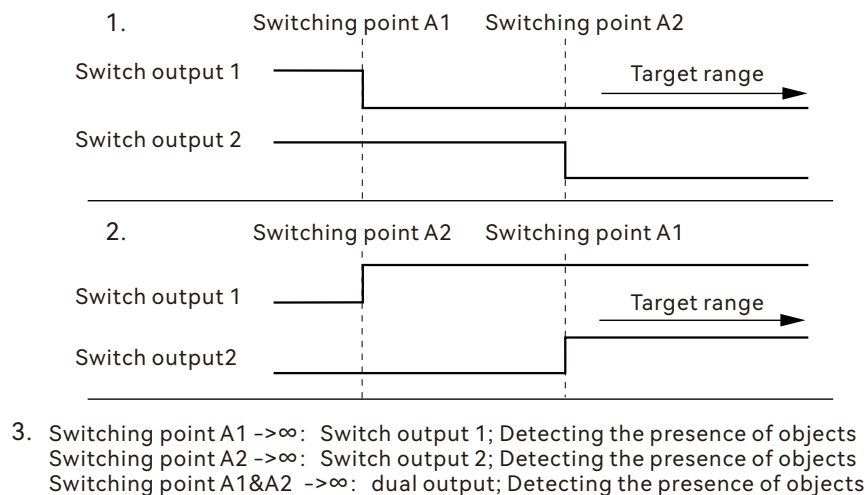 1.
Switching point A1 Switching point A2
Switch output 1
Target range
Switch output 2
2.
Switching point A2 Switching point A1
Switch output 1
Target range
Switch output2
3. Switching point A1 ->∞: Switch output 1; Detecting the presence of objects
Switching point A2 ->∞: Switch output 2; Detecting the presence of objects
Switching point A1&A2 ->∞: dual output; Detecting the presence of objects